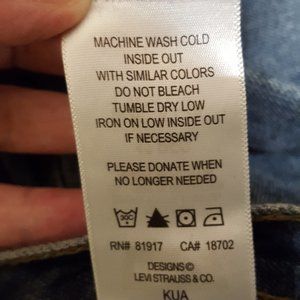 MACHINE WASH COLD
INSIDE OUT
WITH SIMILAR COLORS
DO NOT BLEACH
TUMBLE DRY LOW
IRON ON LOW INSIDE OUT
IF NECESSARY
PLEASE DONATE WHEN
NO LONGER NEEDED
RN# 81917 CA# 18702
DESIGNS ©
LEVI STRAUSS & CO.
KUA